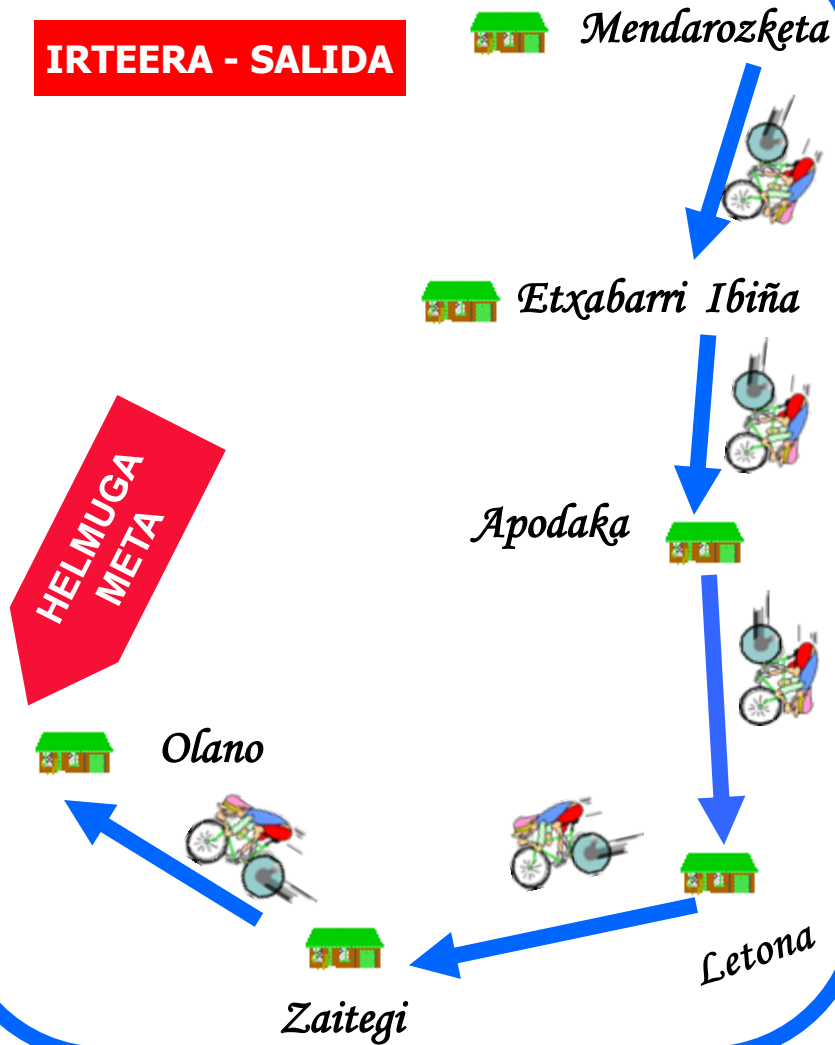 IRTEERA - SALIDA
Mendarozketa
Etxabarri Ibiña
Apodaka
HELMUGA
META
Olano
Letona
Zaitegi